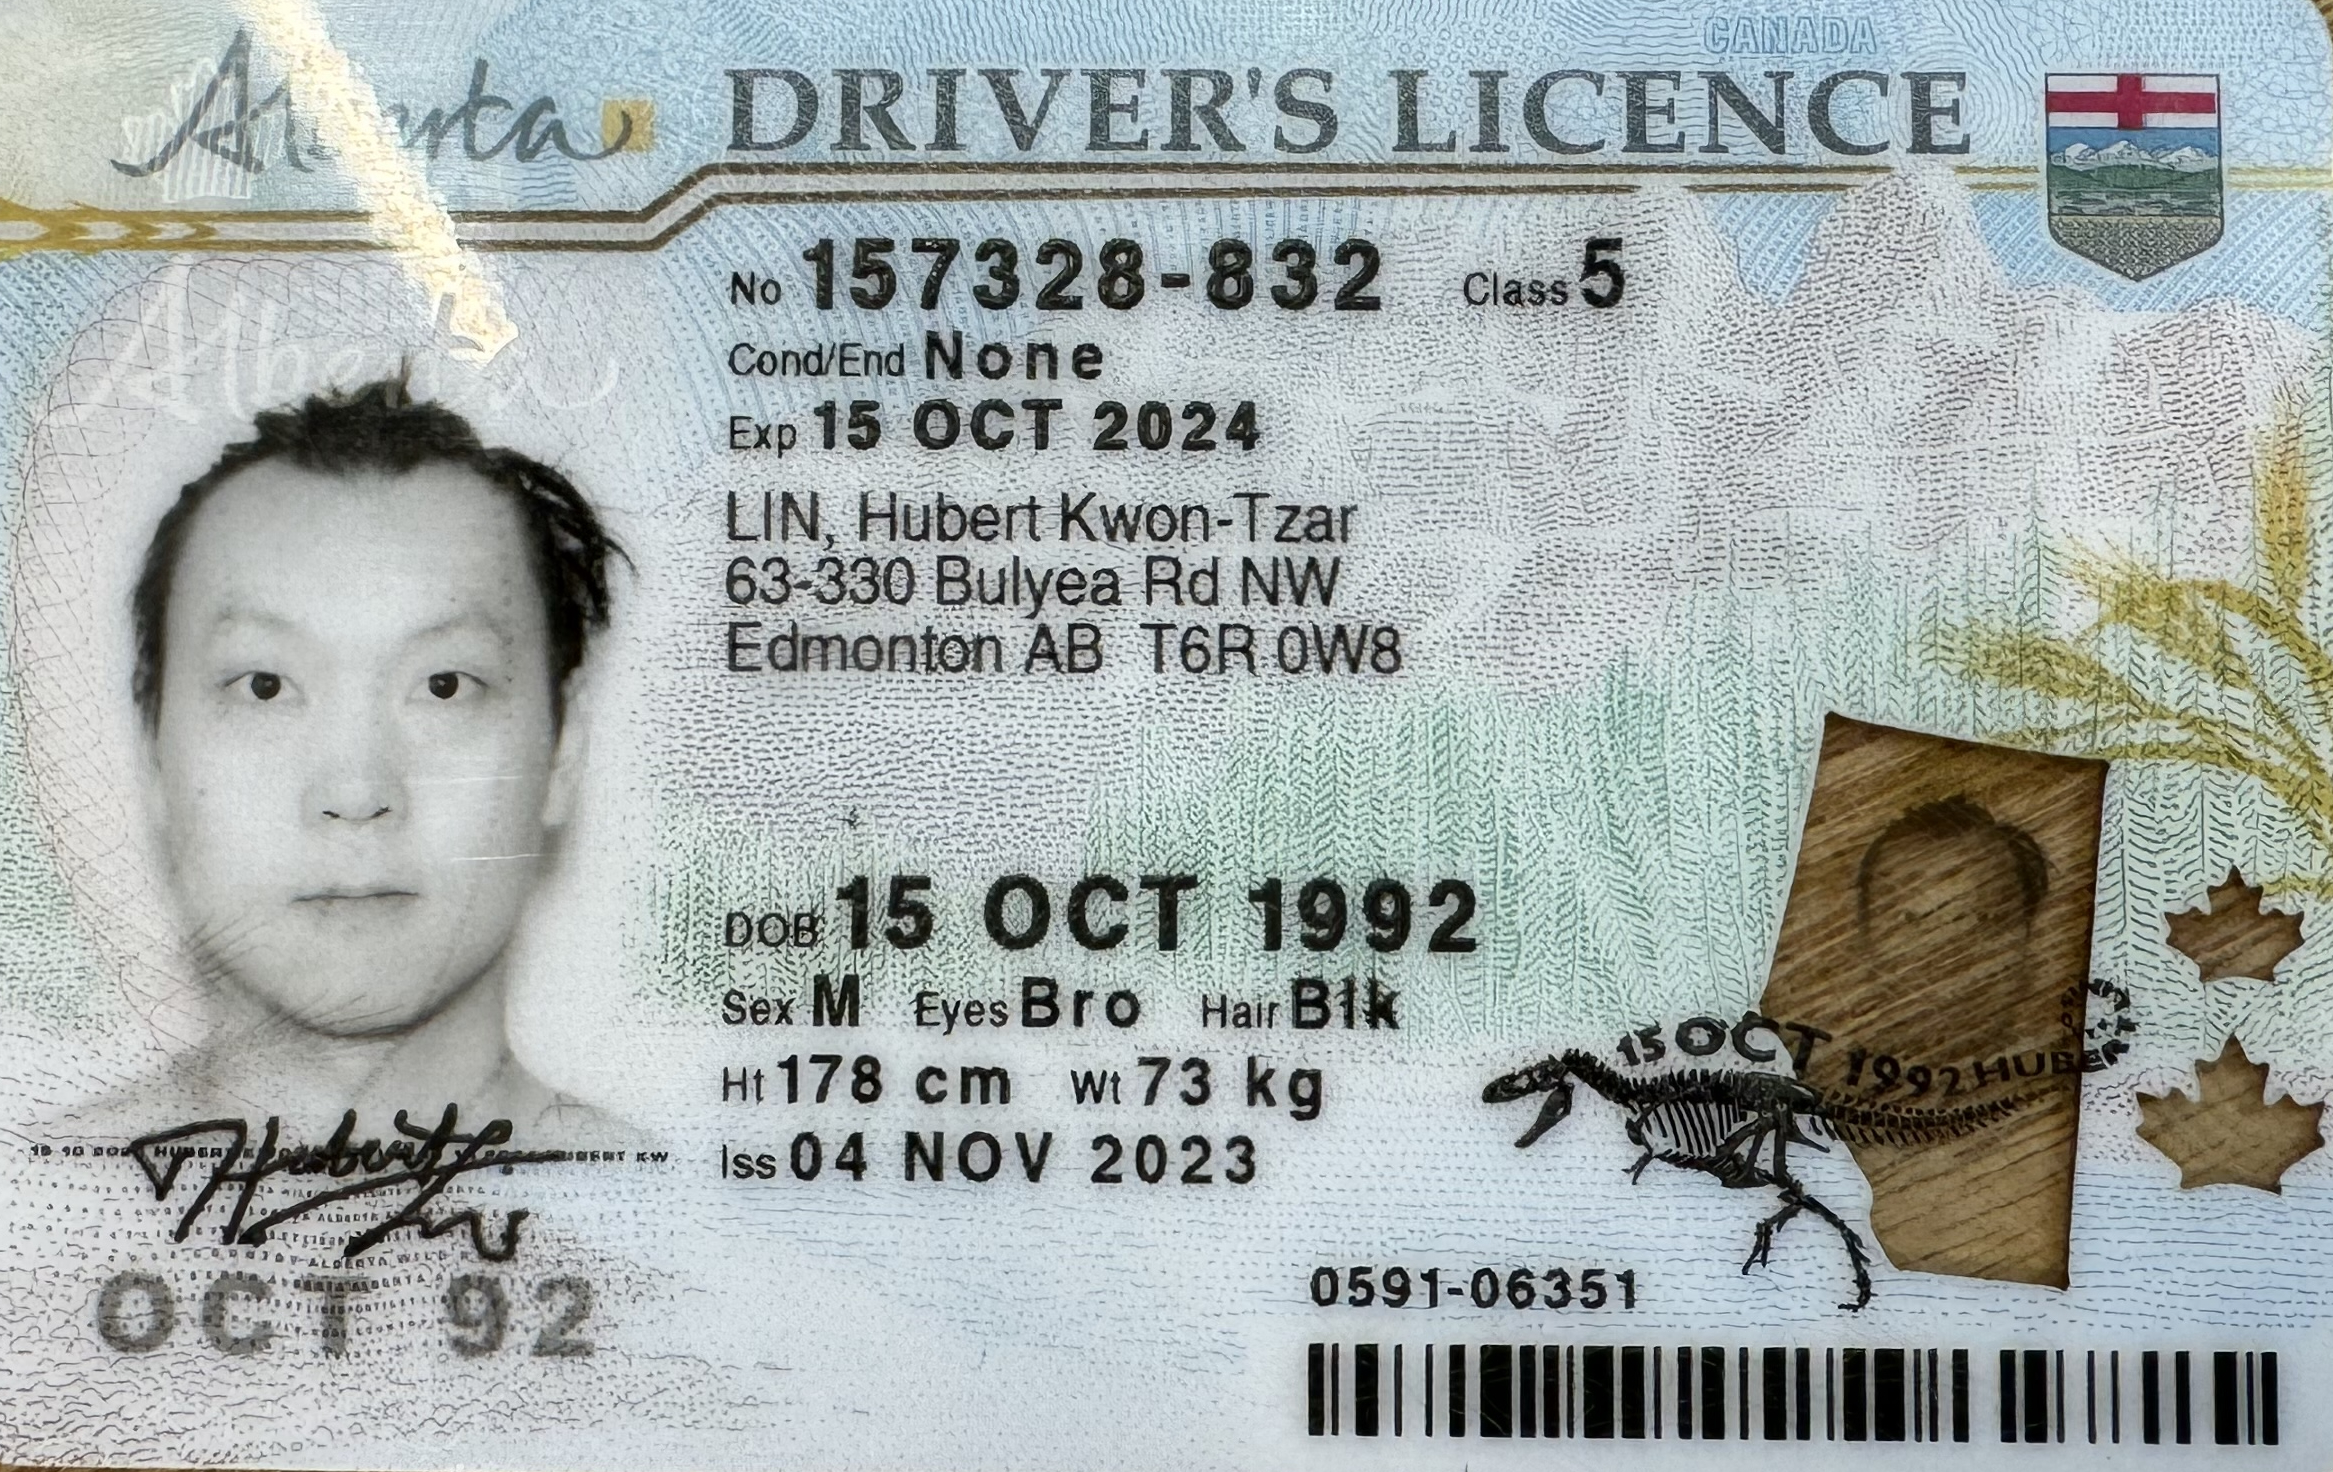 CANADA
Alberta DRIVER'S LICENCE
Alberta
No 157328-832 Class 5
Cond/End None
Exp 15 OCT 2024
LIN, Hubert Kwon-Tzar
63-330 Bulyea Rd NW
Edmonton AB T6R 0W8
DOB 15 OCT 1992
Sex M Eyes Bro Hair Blk
Ht 178 cm Wt 73 kg
Iss 04 NOV 2023
15 OCT 1992 HUBERT
OCT 92
0591-06351